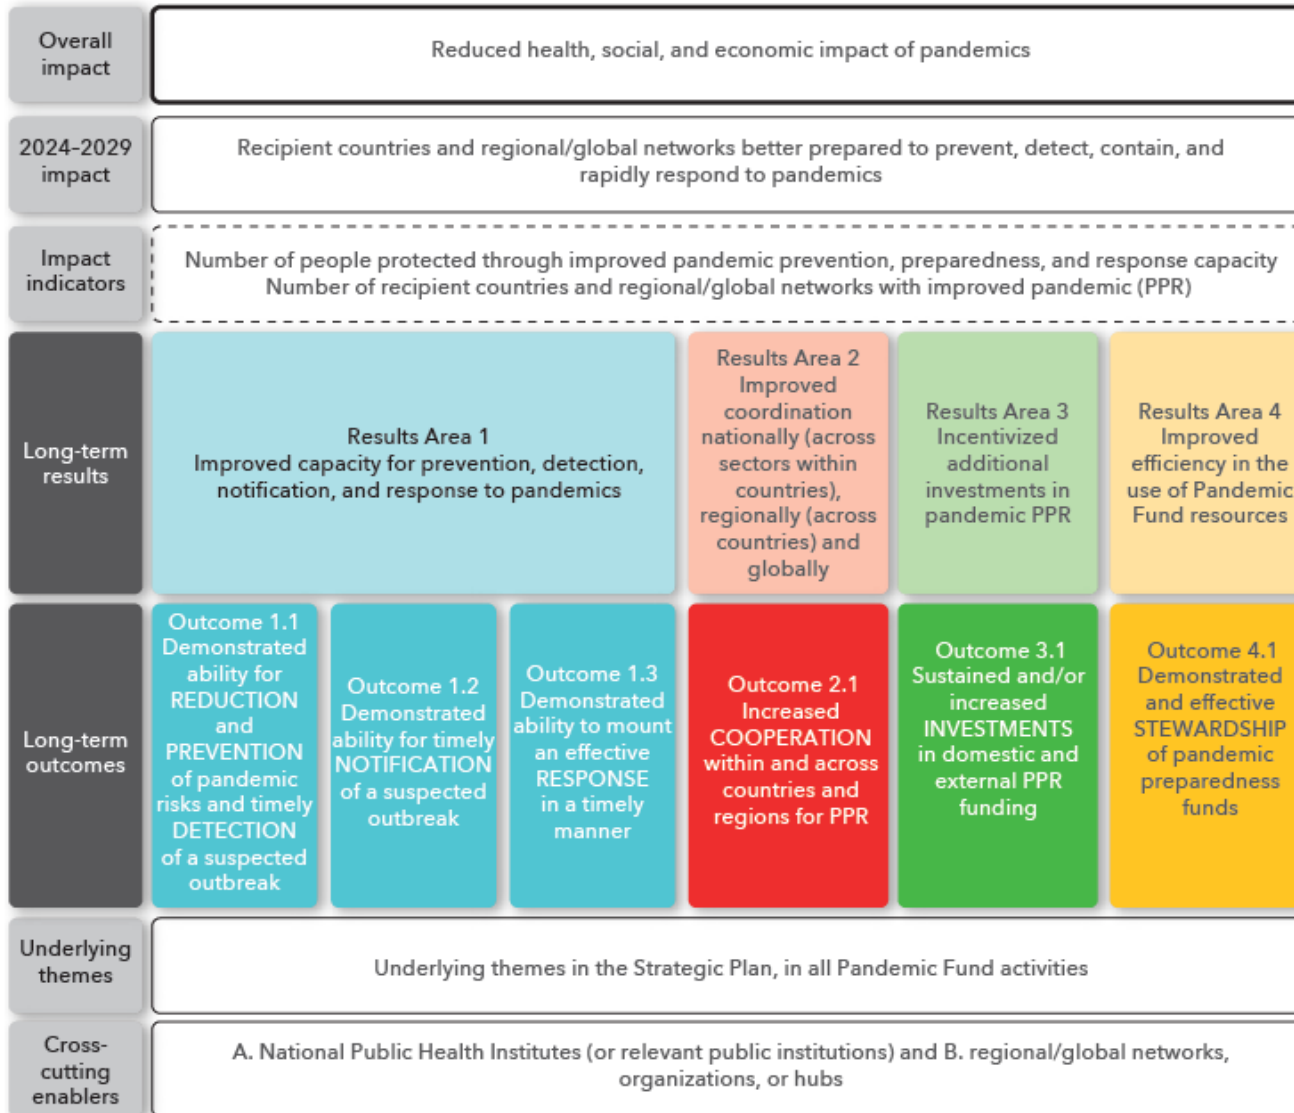 Overall
impact
Reduced health, social, and economic impact of pandemics
2024–2029
impact
Recipient countries and regional/global networks better prepared to prevent, detect, contain, and
rapidly respond to pandemics
Impact
indicators
Number of people protected through improved pandemic prevention, preparedness, and response capacity
Number of recipient countries and regional/global networks with improved pandemic (PPR)
Long-term
results
Results Area 1
Improved capacity for prevention, detection,
notification, and response to pandemics
Results Area 2
Improved
coordination
nationally (across
sectors within
countries),
regionally (across
countries) and
globally
Results Area 3
Incentivized
additional
investments in
pandemic PPR
Results Area 4
Improved
efficiency in the
use of Pandemic
Fund resources
Long-term
outcomes
Outcome 1.1
Demonstrated
ability for
REDUCTION
and
PREVENTION
of pandemic
risks and timely
DETECTION
of a suspected
outbreak
Outcome 1.2
Demonstrated
ability for timely
NOTIFICATION
of a suspected
outbreak
Outcome 1.3
Demonstrated
ability to mount
an effective
RESPONSE
in a timely
manner
Outcome 2.1
Increased
COOPERATION
within and across
countries and
regions for PPR
Outcome 3.1
Sustained and/or
increased
INVESTMENTS
in domestic and
external PPR
funding
Outcome 4.1
Demonstrated
and effective
STEWARDSHIP
of pandemic
preparedness
funds
Underlying
themes
Underlying themes in the Strategic Plan, in all Pandemic Fund activities
Cross-
cutting
enablers
A. National Public Health Institutes (or relevant public institutions) and B. regional/global networks,
organizations, or hubs